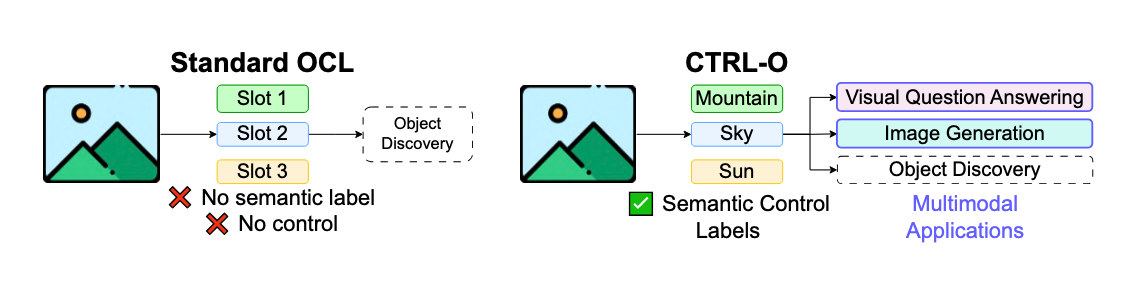 Standard OCL
Slot 1
Slot 2
Slot 3
Object
Discovery
No semantic label
No control
CTRL-O
Mountain
Sky
Sun
Semantic Control
Labels
Visual Question Answering
Image Generation
Object Discovery
Multimodal
Applications